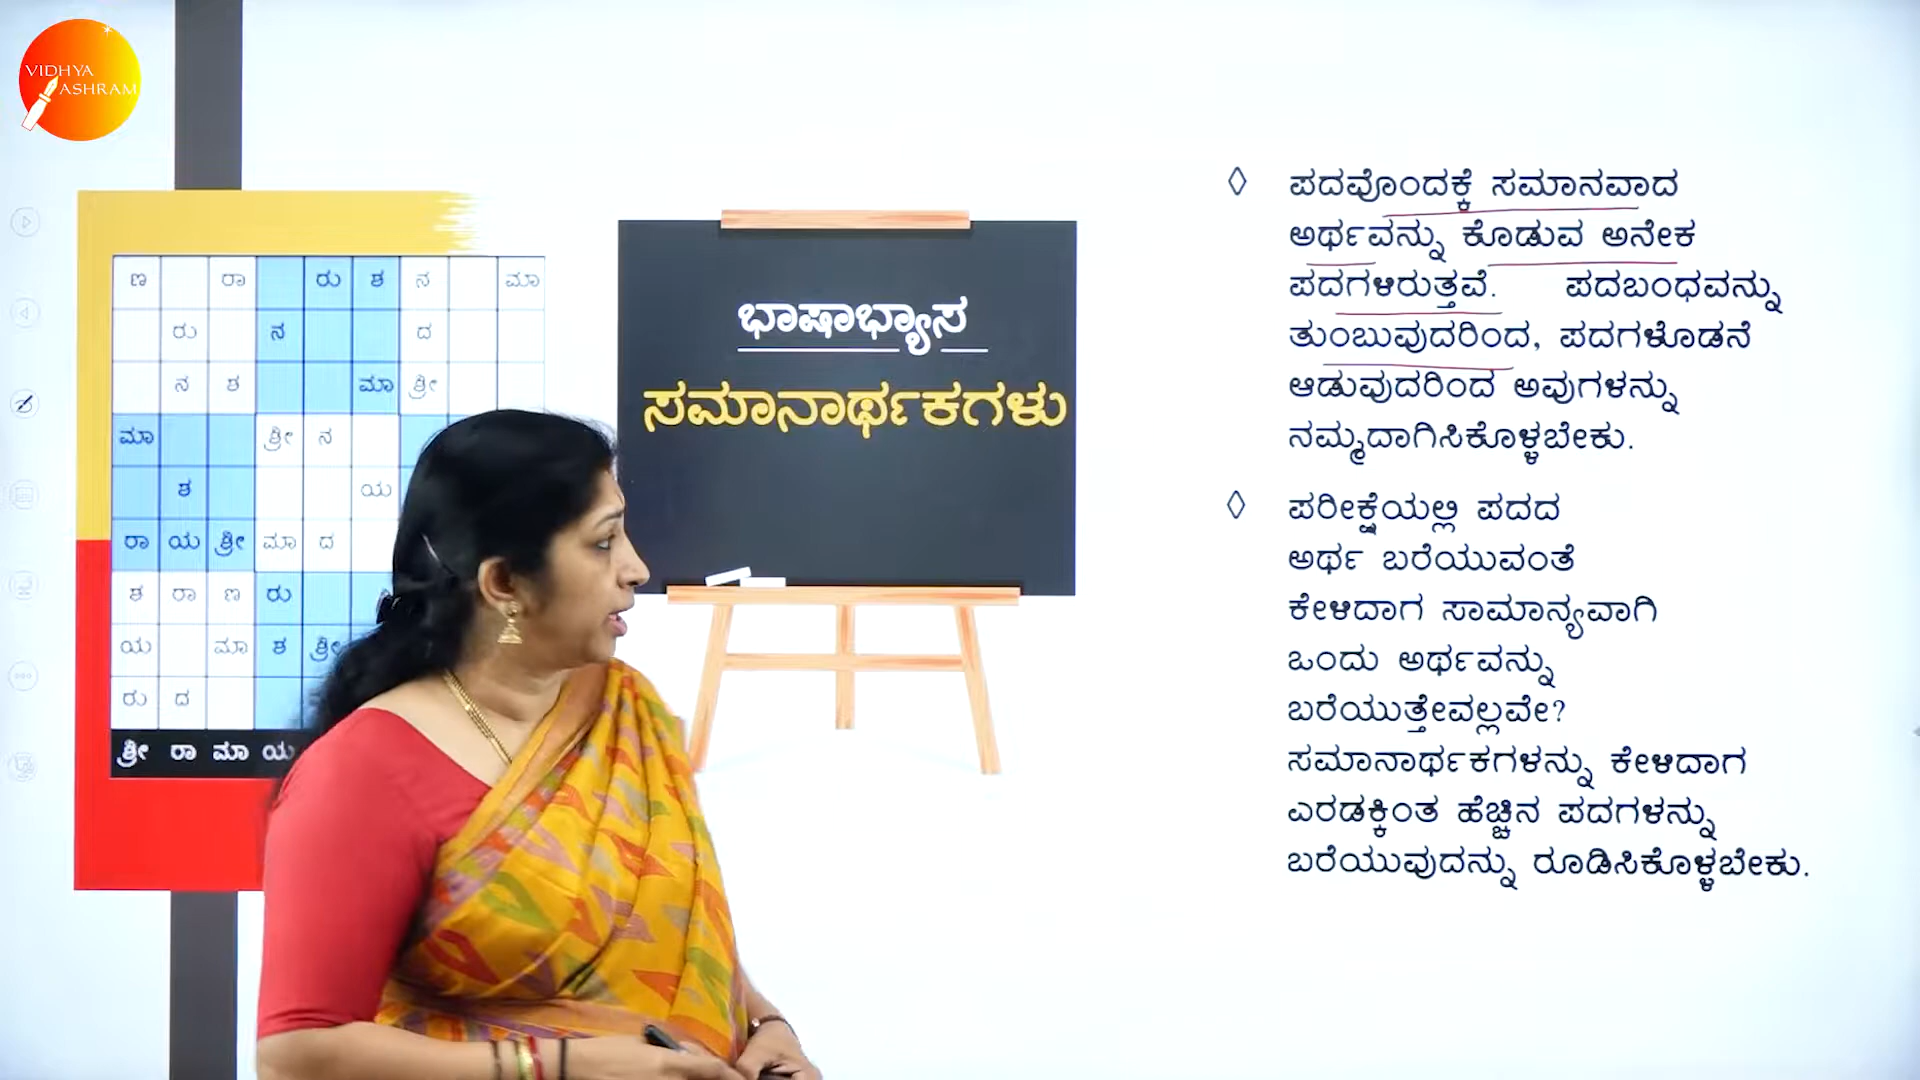 VIDHYA
ASHRAM
ಣ ರಾ ರು ಶ ನ ಮಾ
ರು ನ ದ
ನ ಶ ಮಾ ಶ್ರೀ
ಮಾ ಶ್ರೀ ನ
ಶ ಯ
ರಾ ಯ ಶ್ರೀ ಮಾ ದ
ಶ ರಾ ಣ ರು
ಯ ಮಾ ಶ ಶ್ರೀ
ರು ದ
ಶ್ರೀ ರಾ ಮಾ ಯ
ಭಾಷಾಭ್ಯಾಸ
ಸಮಾನಾರ್ಥಕಗಳು
◊ ಪದವೊಂದಕ್ಕೆ ಸಮಾನವಾದ
ಅರ್ಥವನ್ನು ಕೊಡುವ ಅನೇಕ
ಪದಗಳಿರುತ್ತವೆ. ಪದಬಂಧವನ್ನು
ತುಂಬುವುದರಿಂದ, ಪದಗಳೊಡನೆ
ಆಡುವುದರಿಂದ ಅವುಗಳನ್ನು
ನಮ್ಮದಾಗಿಸಿಕೊಳ್ಳಬೇಕು.
◊ ಪರೀಕ್ಷೆಯಲ್ಲಿ ಪದದ
ಅರ್ಥ ಬರೆಯುವಂತೆ
ಕೇಳಿದಾಗ ಸಾಮಾನ್ಯವಾಗಿ
ಒಂದು ಅರ್ಥವನ್ನು
ಬರೆಯುತ್ತೇವಲ್ಲವೇ?
ಸಮಾನಾರ್ಥಕಗಳನ್ನು ಕೇಳಿದಾಗ
ಎರಡಕ್ಕಿಂತ ಹೆಚ್ಚಿನ ಪದಗಳನ್ನು
ಬರೆಯುವುದನ್ನು ರೂಡಿಸಿಕೊಳ್ಳಬೇಕು.